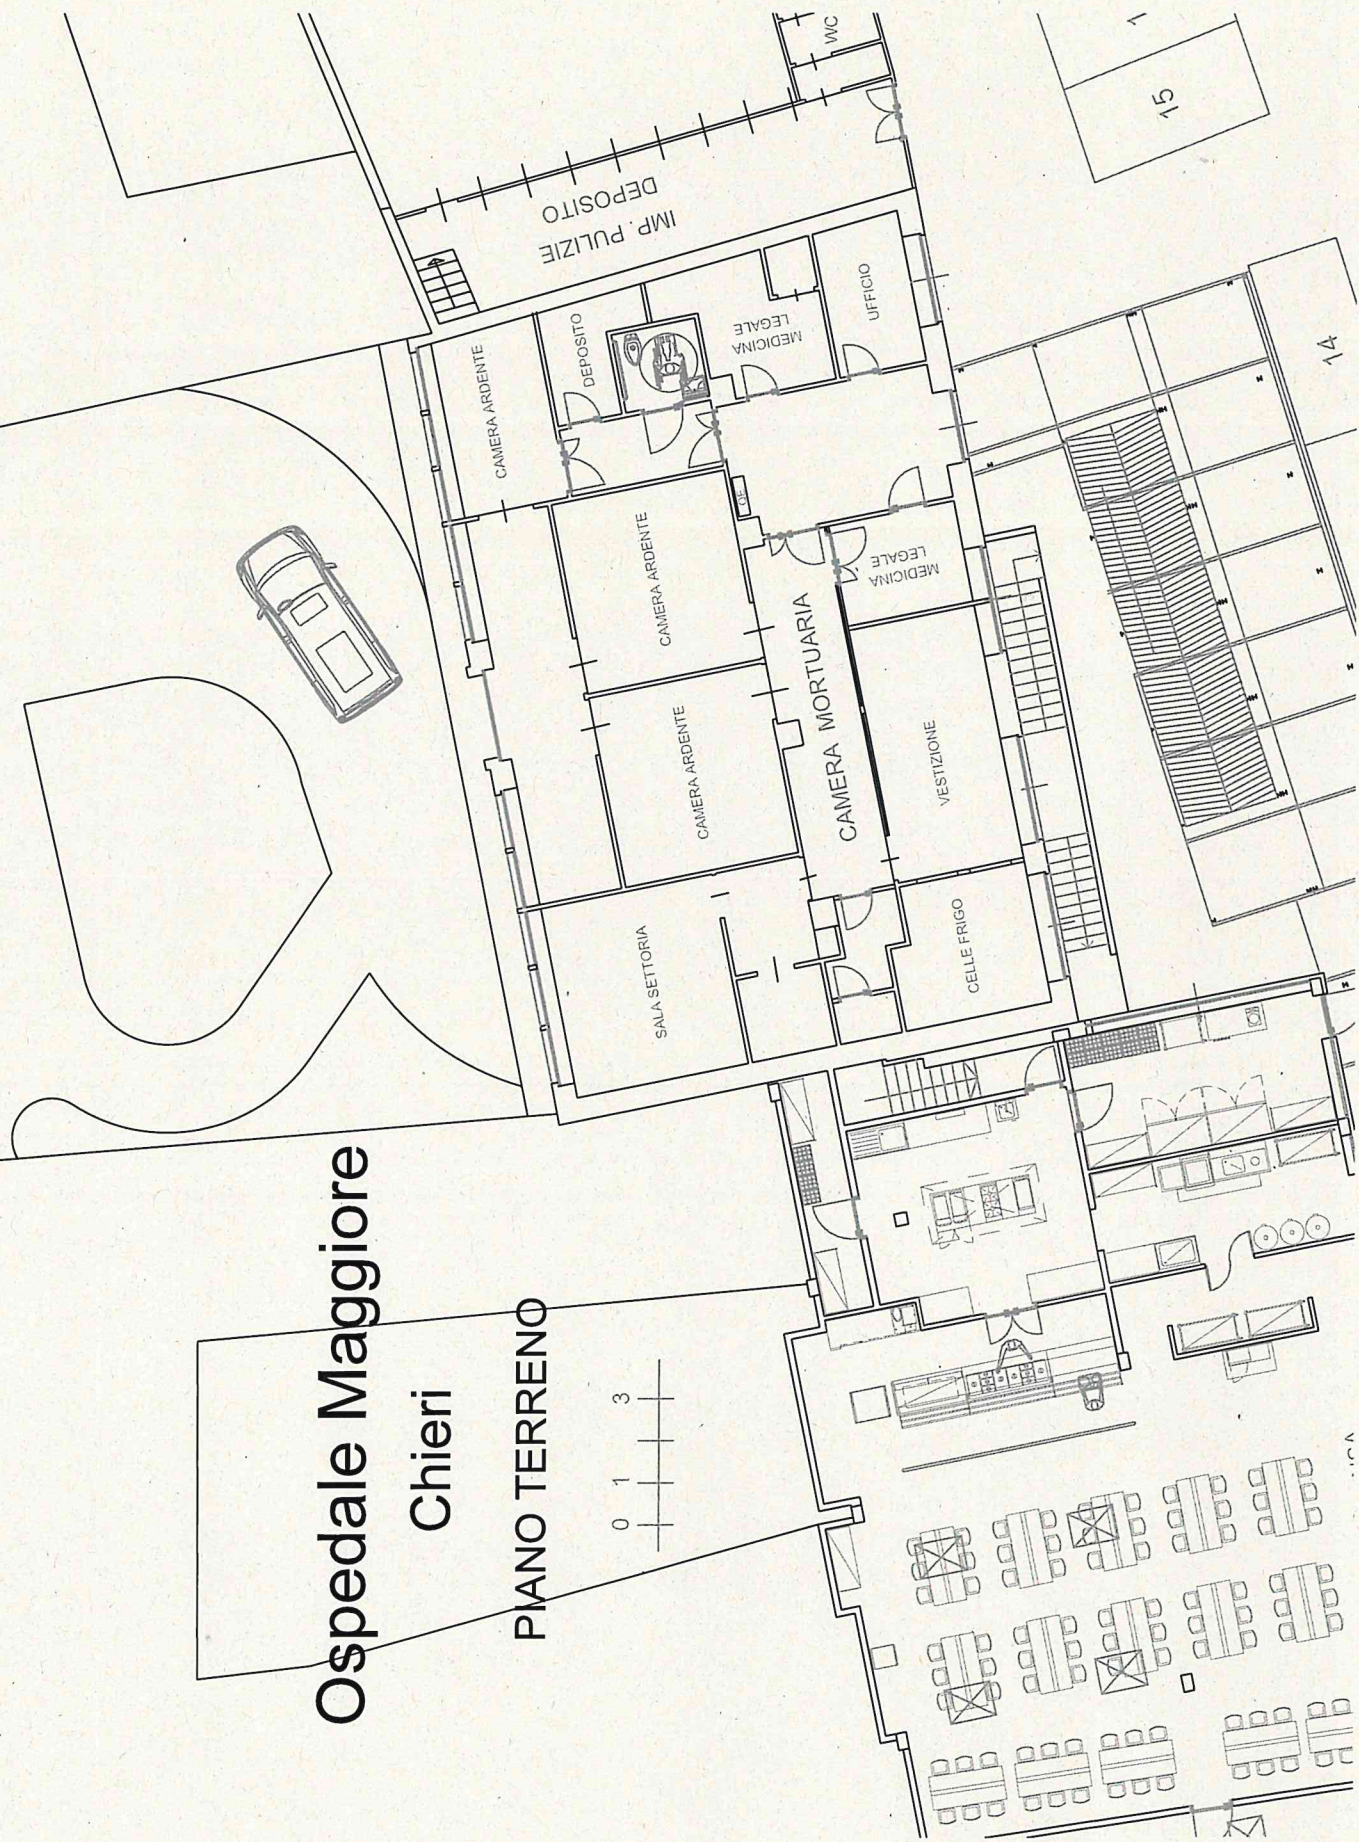 Ospedale Maggiore
Chieri
PIANO TERRENO
0 1 3
SALA SETTORIA
CAMERA ARDENTE
CAMERA ARDENTE
CAMERA ARDENTE
DEPOSITO
IMP. PULIZIE
DEPOSITO
WC
MEDICINA
LEGALE
UFFICIO
QE
CAMERA MORTUARIA
MEDICINA
LEGALE
VESTIZIONE
CELLE FRIGO
15
14